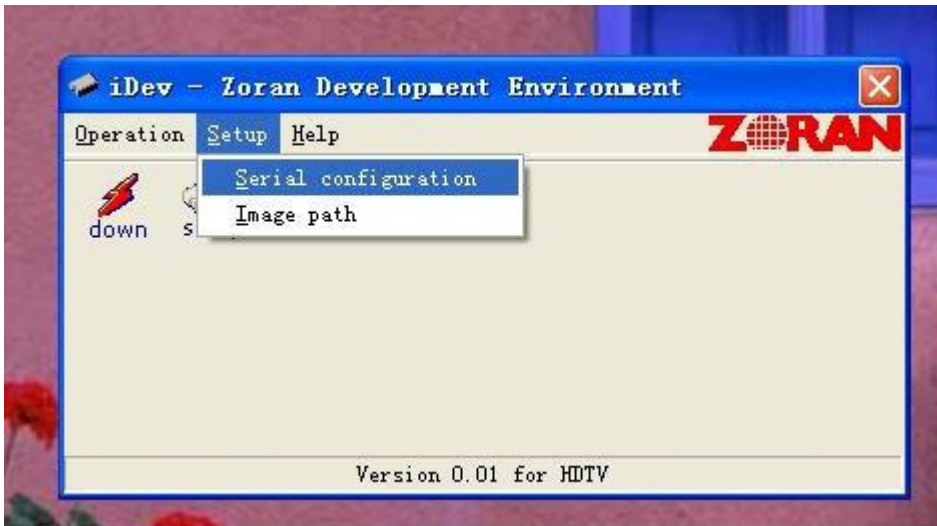 iDev - Zoran Development Environment
Operation Setup Help
ZORAN
Serial configuration
Image path
down
Version 0.01 for HDTV